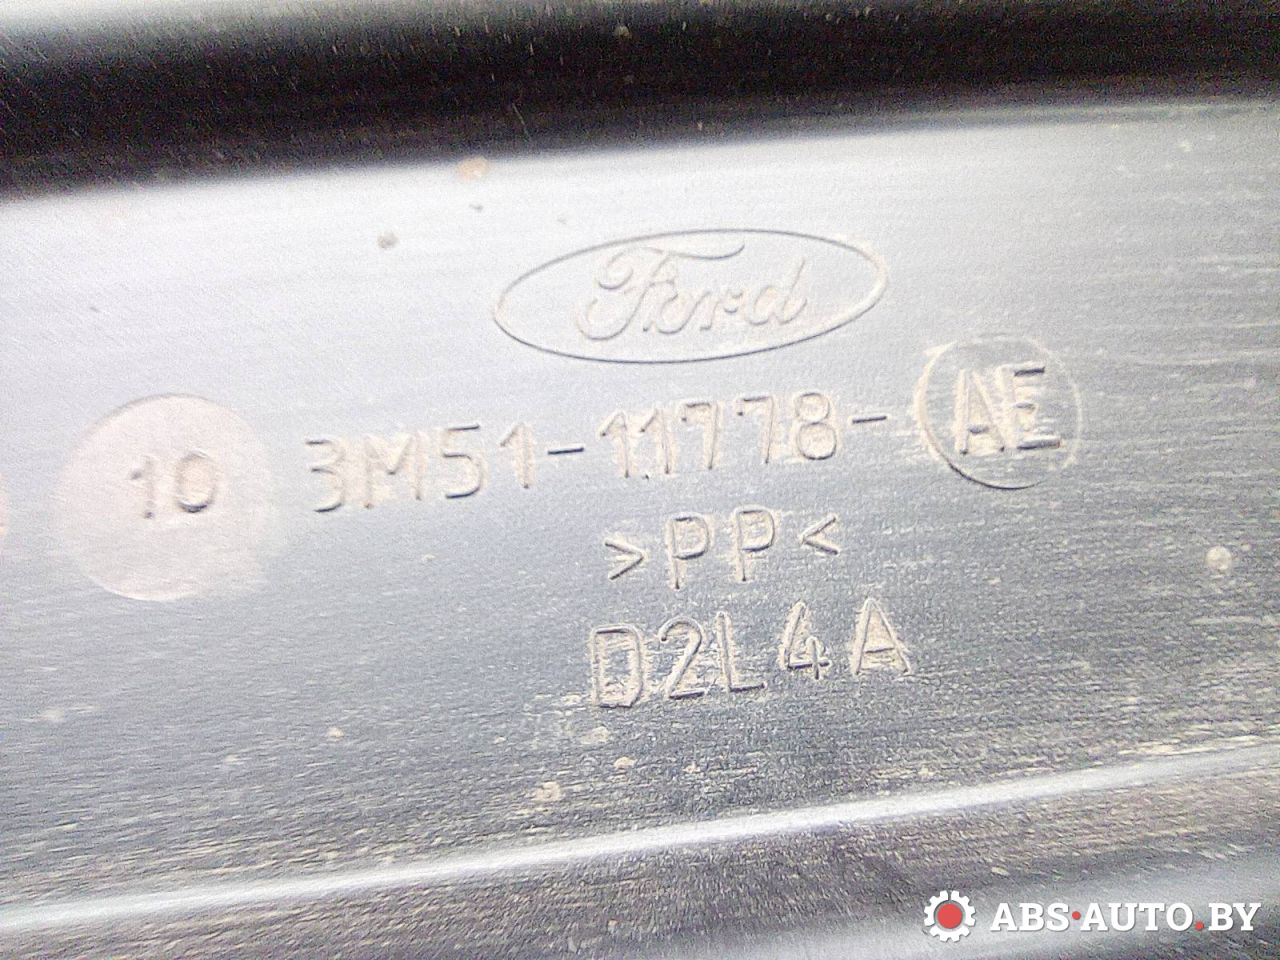 Ford
10 3M51-11778-AE
>PP<
D2L4A
ABS·AUTO.BY